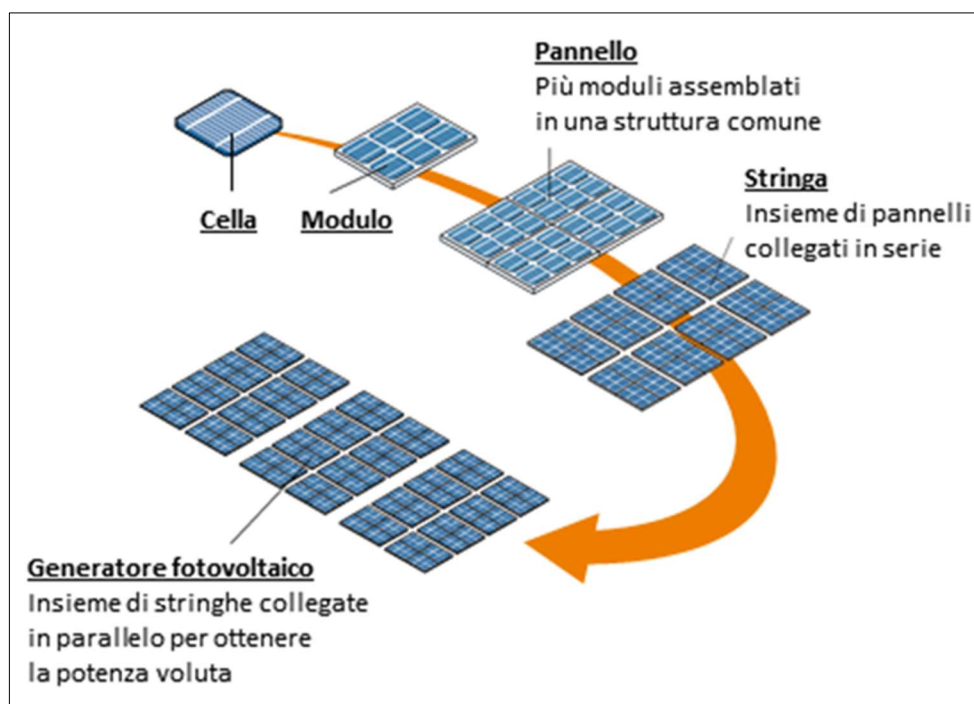 Pannello
Più moduli assemblati
in una struttura comune
Stringa
Insieme di pannelli
collegati in serie
Cella
Modulo
Generatore fotovoltaico
Insieme di stringhe collegate
in parallelo per ottenere
la potenza voluta